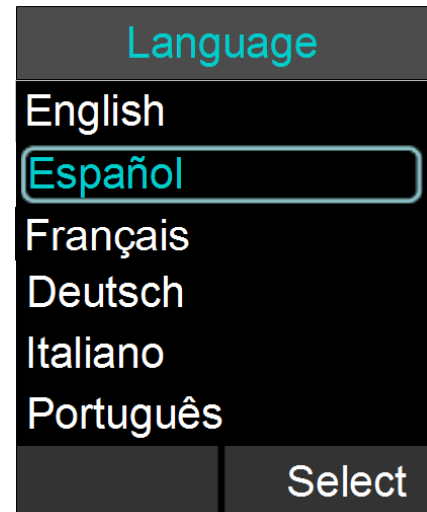 Language
English
Español
Français
Deutsch
Italiano
Português
Select